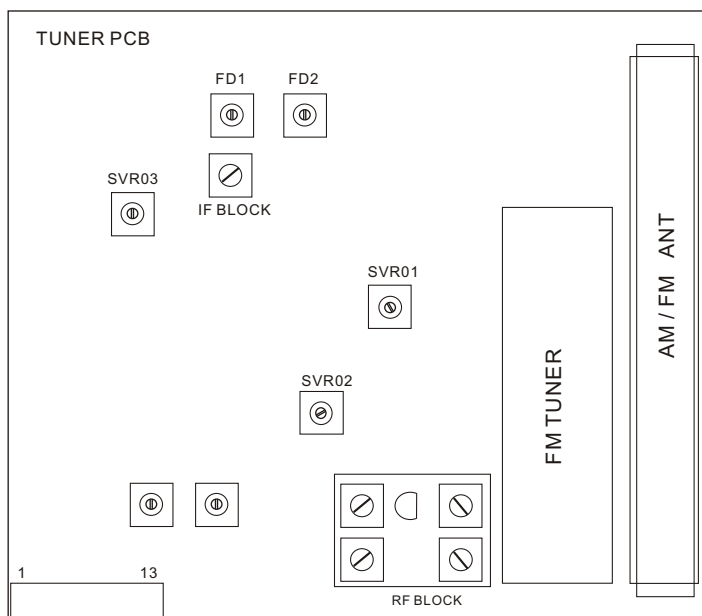 TUNER PCB
FD1 FD2
SVR03
IF BLOCK
SVR01
SVR02
FM TUNER
AM / FM ANT
1 13
RF BLOCK